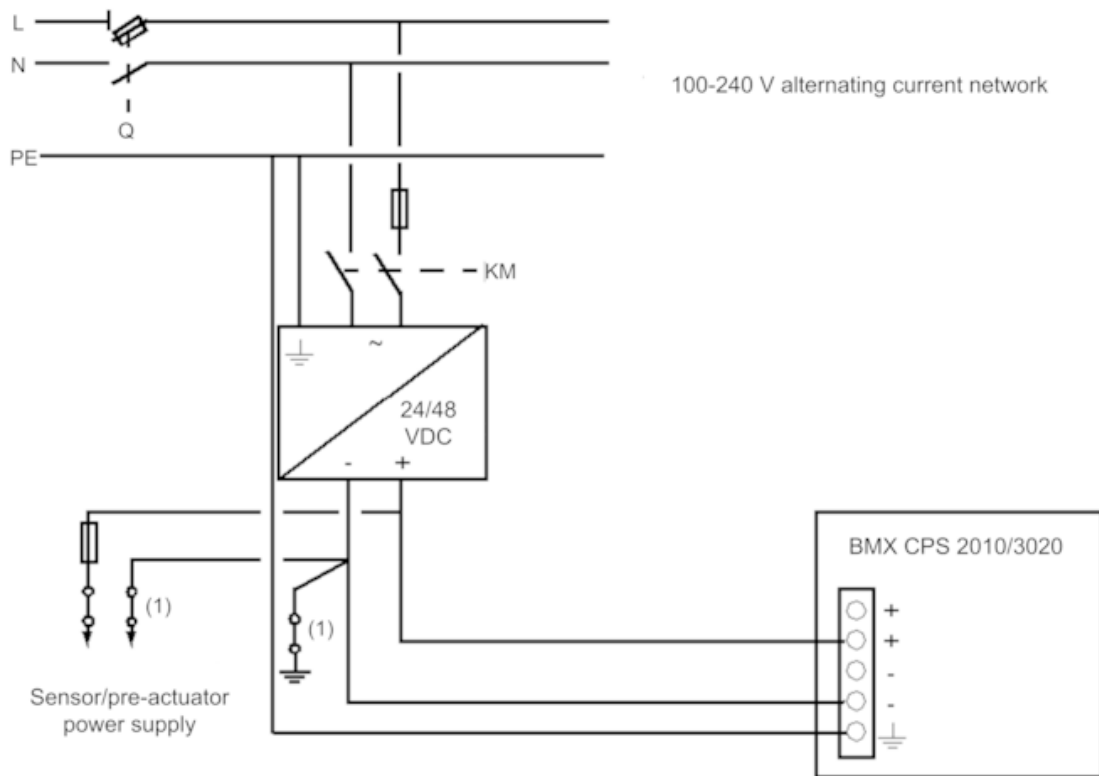 L
N
100-240 V alternating current network
Q
PE
KM
~
24/48
VDC
- +
BMX CPS 2010/3020
+
(1)
+
(1)
-
Sensor/pre-actuator
power supply
-